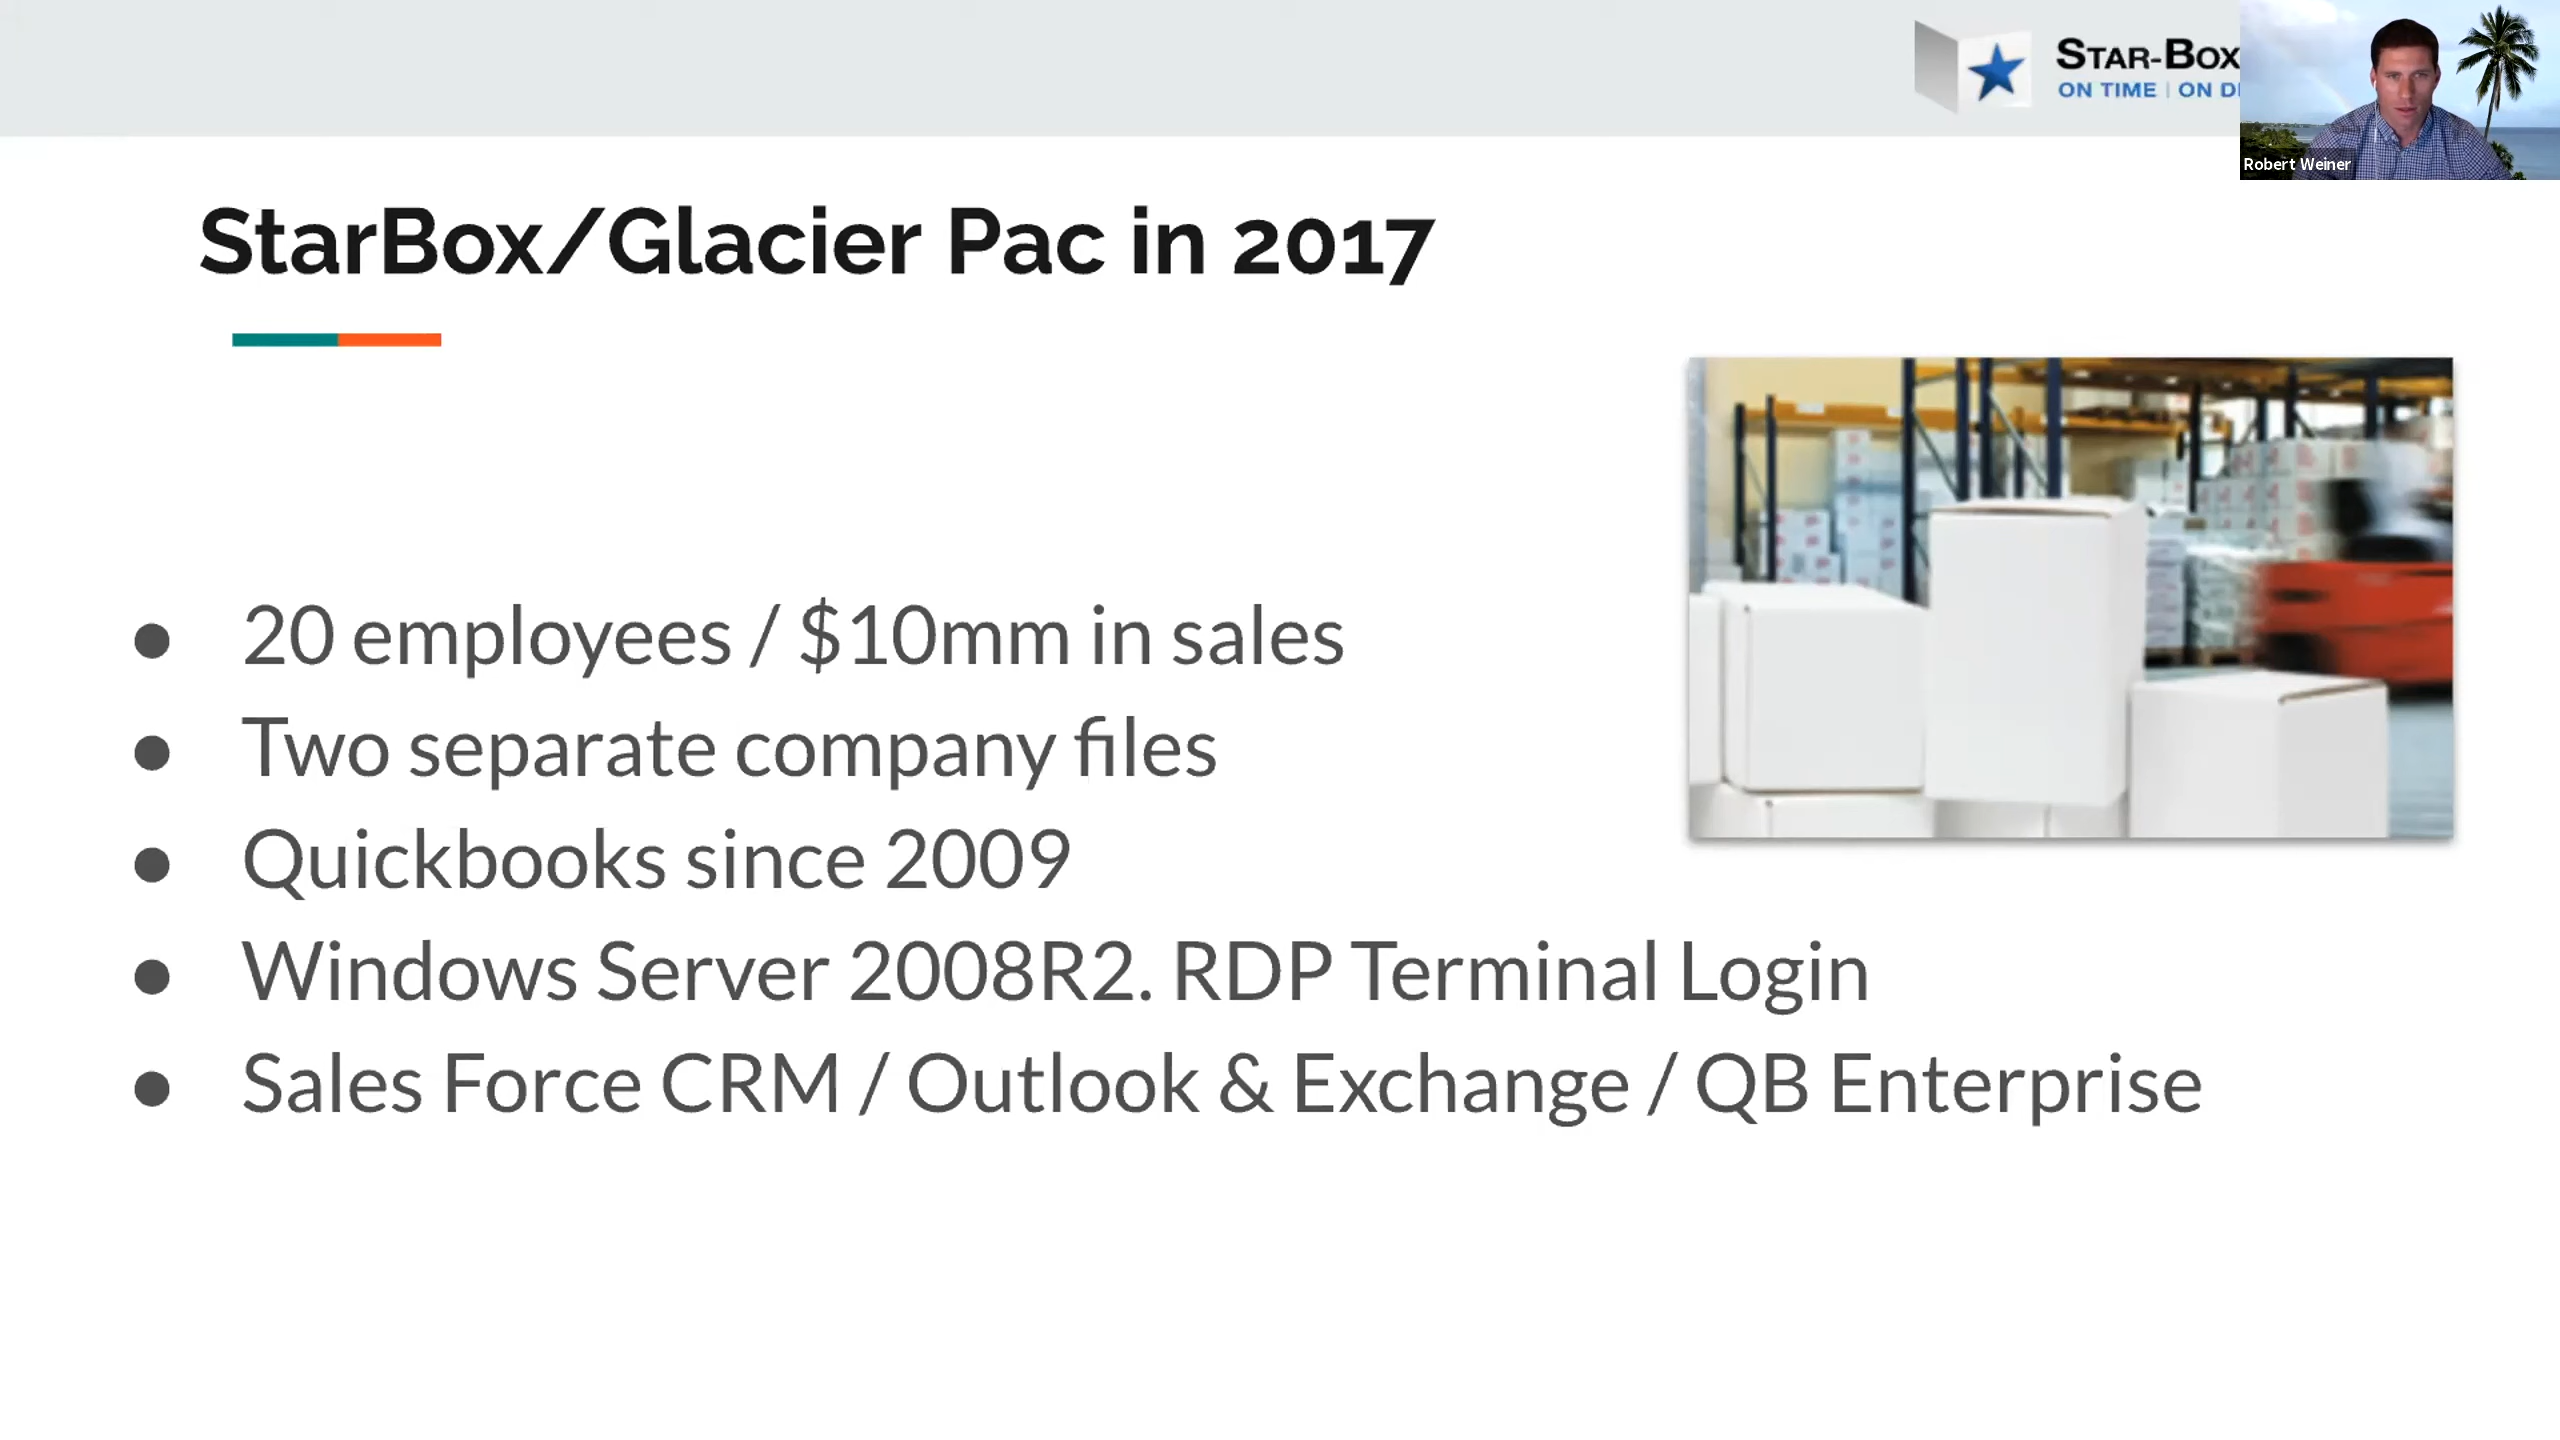 STAR-BOX
ON TIME | ON
Robert Weiner
StarBox/Glacier Pac in 2017
● 20 employees / $10mm in sales
● Two separate company files
● Quickbooks since 2009
● Windows Server 2008R2. RDP Terminal Login
● Sales Force CRM / Outlook & Exchange / QB Enterprise